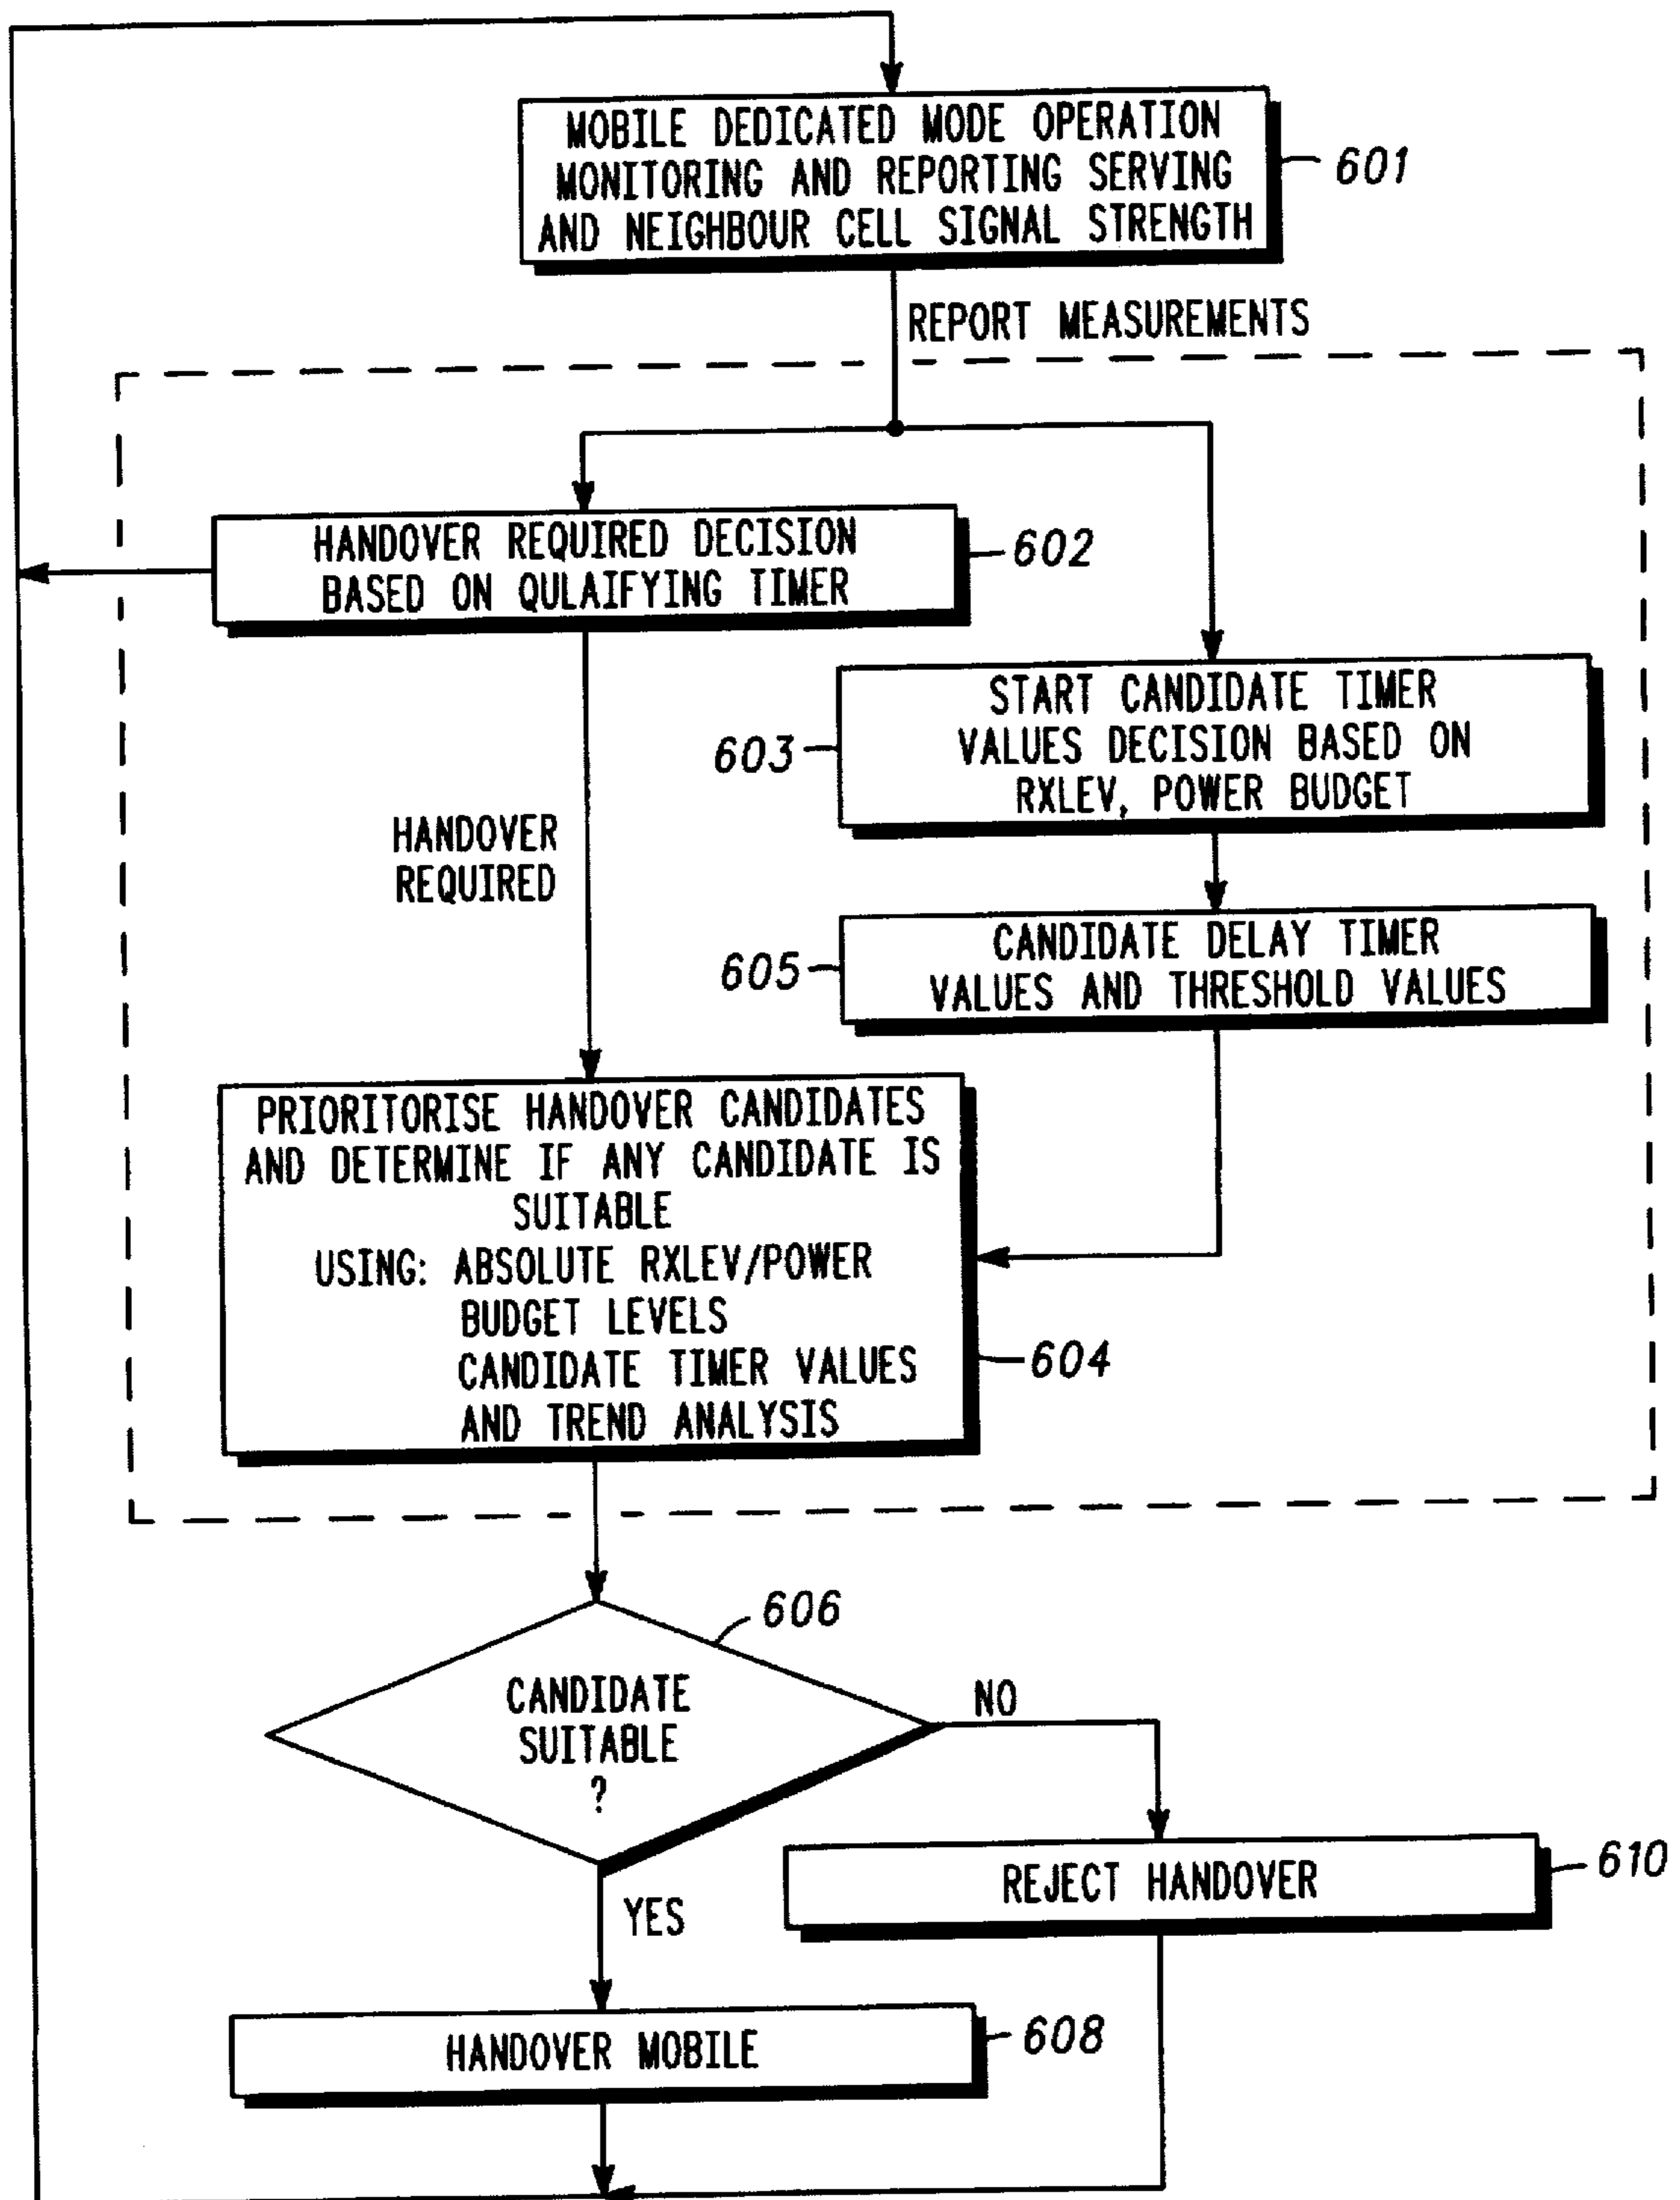 MOBILE DEDICATED MODE OPERATION
MONITORING AND REPORTING SERVING
AND NEIGHBOUR CELL SIGNAL STRENGTH
601
REPORT MEASUREMENTS
HANDOVER REQUIRED DECISION
BASED ON QULAIFYING TIMER
602
START CANDIDATE TIMER
VALUES DECISION BASED ON
RXLEV, POWER BUDGET
603
HANDOVER
REQUIRED
CANDIDATE DELAY TIMER
VALUES AND THRESHOLD VALUES
605
PRIORITORISE HANDOVER CANDIDATES
AND DETERMINE IF ANY CANDIDATE IS
SUITABLE
USING: ABSOLUTE RXLEV/POWER
BUDGET LEVELS
CANDIDATE TIMER VALUES
AND TREND ANALYSIS
604
606
CANDIDATE
SUITABLE
?
NO
YES
REJECT HANDOVER
610
HANDOVER MOBILE
608